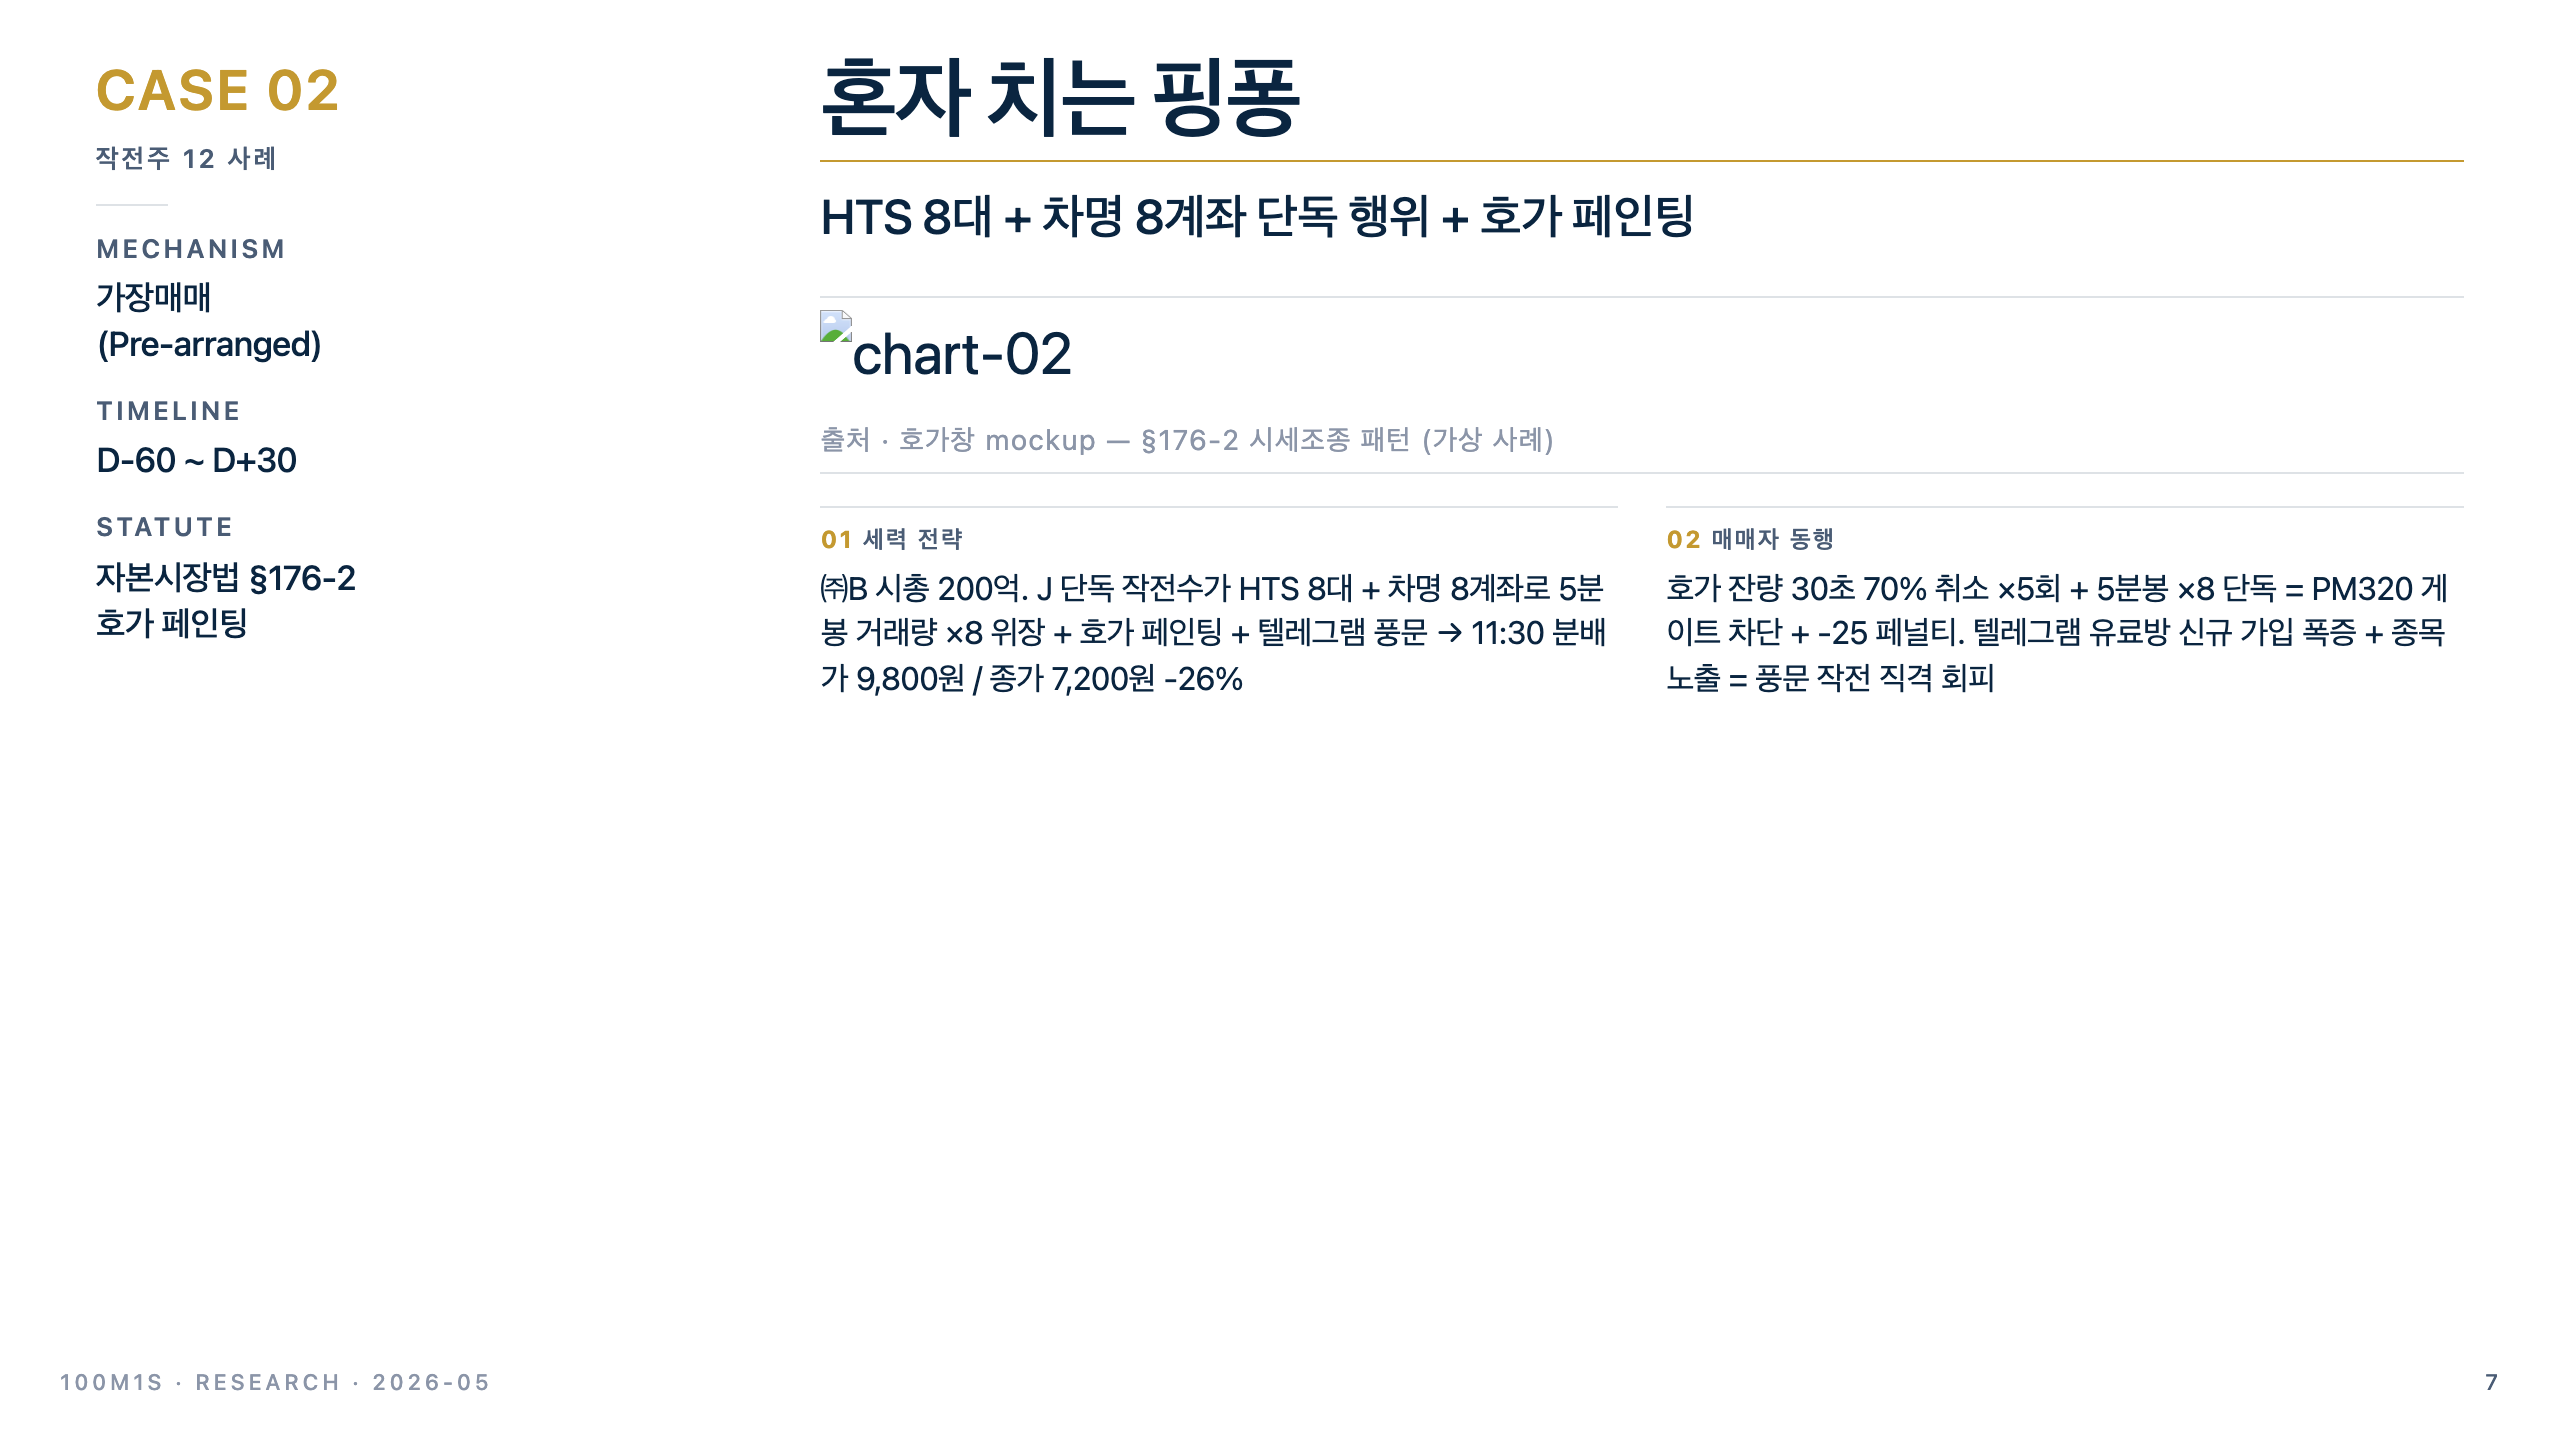 CASE 02
작전주 12 사례
MECHANISM
가장매매
(Pre-arranged)
TIMELINE
D-60 ~ D+30
STATUTE
자본시장법 §176-2
호가 페인팅
혼자 치는 핑퐁
HTS 8대 + 차명 8계좌 단독 행위 + 호가 페인팅
chart-02
출처 · 호가창 mockup — §176-2 시세조종 패턴 (가상 사례)
01 세력 전략
㈜B 시총 200억. J 단독 작전수가 HTS 8대 + 차명 8계좌로 5분
봉 거래량 ×8 위장 + 호가 페인팅 + 텔레그램 풍문 → 11:30 분배
가 9,800원 / 종가 7,200원 -26%
02 매매자 동행
호가 잔량 30초 70% 취소 ×5회 + 5분봉 ×8 단독 = PM320 게
이트 차단 + -25 페널티. 텔레그램 유료방 신규 가입 폭증 + 종목
노출 = 풍문 작전 직격 회피
100M1S · RESEARCH · 2026-05
7